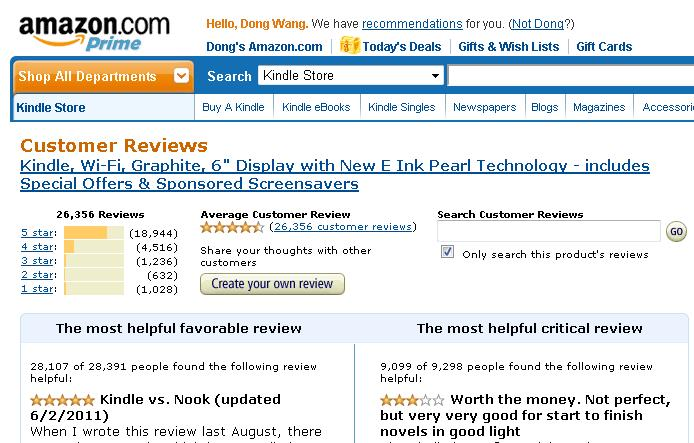 amazon.com
Prime
Hello, Dong Wang. We have recommendations for you. (Not Dong?)
Dong's Amazon.com Today's Deals Gifts & Wish Lists Gift Cards
Shop All Departments Search Kindle Store
Kindle Store Buy A Kindle Kindle eBooks Kindle Singles Newspapers Blogs Magazines Accessori
Customer Reviews
Kindle, Wi-Fi, Graphite, 6" Display with New E Ink Pearl Technology - includes
Special Offers & Sponsored Screensavers
26,356 Reviews
5 star: (18,944)
4 star: (4,516)
3 star: (1,236)
2 star: (632)
1 star: (1,028)
Average Customer Review
(26,356 customer reviews)
Share your thoughts with other
customers
Create your own review
Search Customer Reviews
GO
Only search this product's reviews
The most helpful favorable review
28,107 of 28,391 people found the following review
helpful:
Kindle vs. Nook (updated
6/2/2011)
When I wrote this review last August, there
The most helpful critical review
9,099 of 9,298 people found the following review
helpful:
Worth the money. Not perfect,
but very very good for start to finish
novels in good light